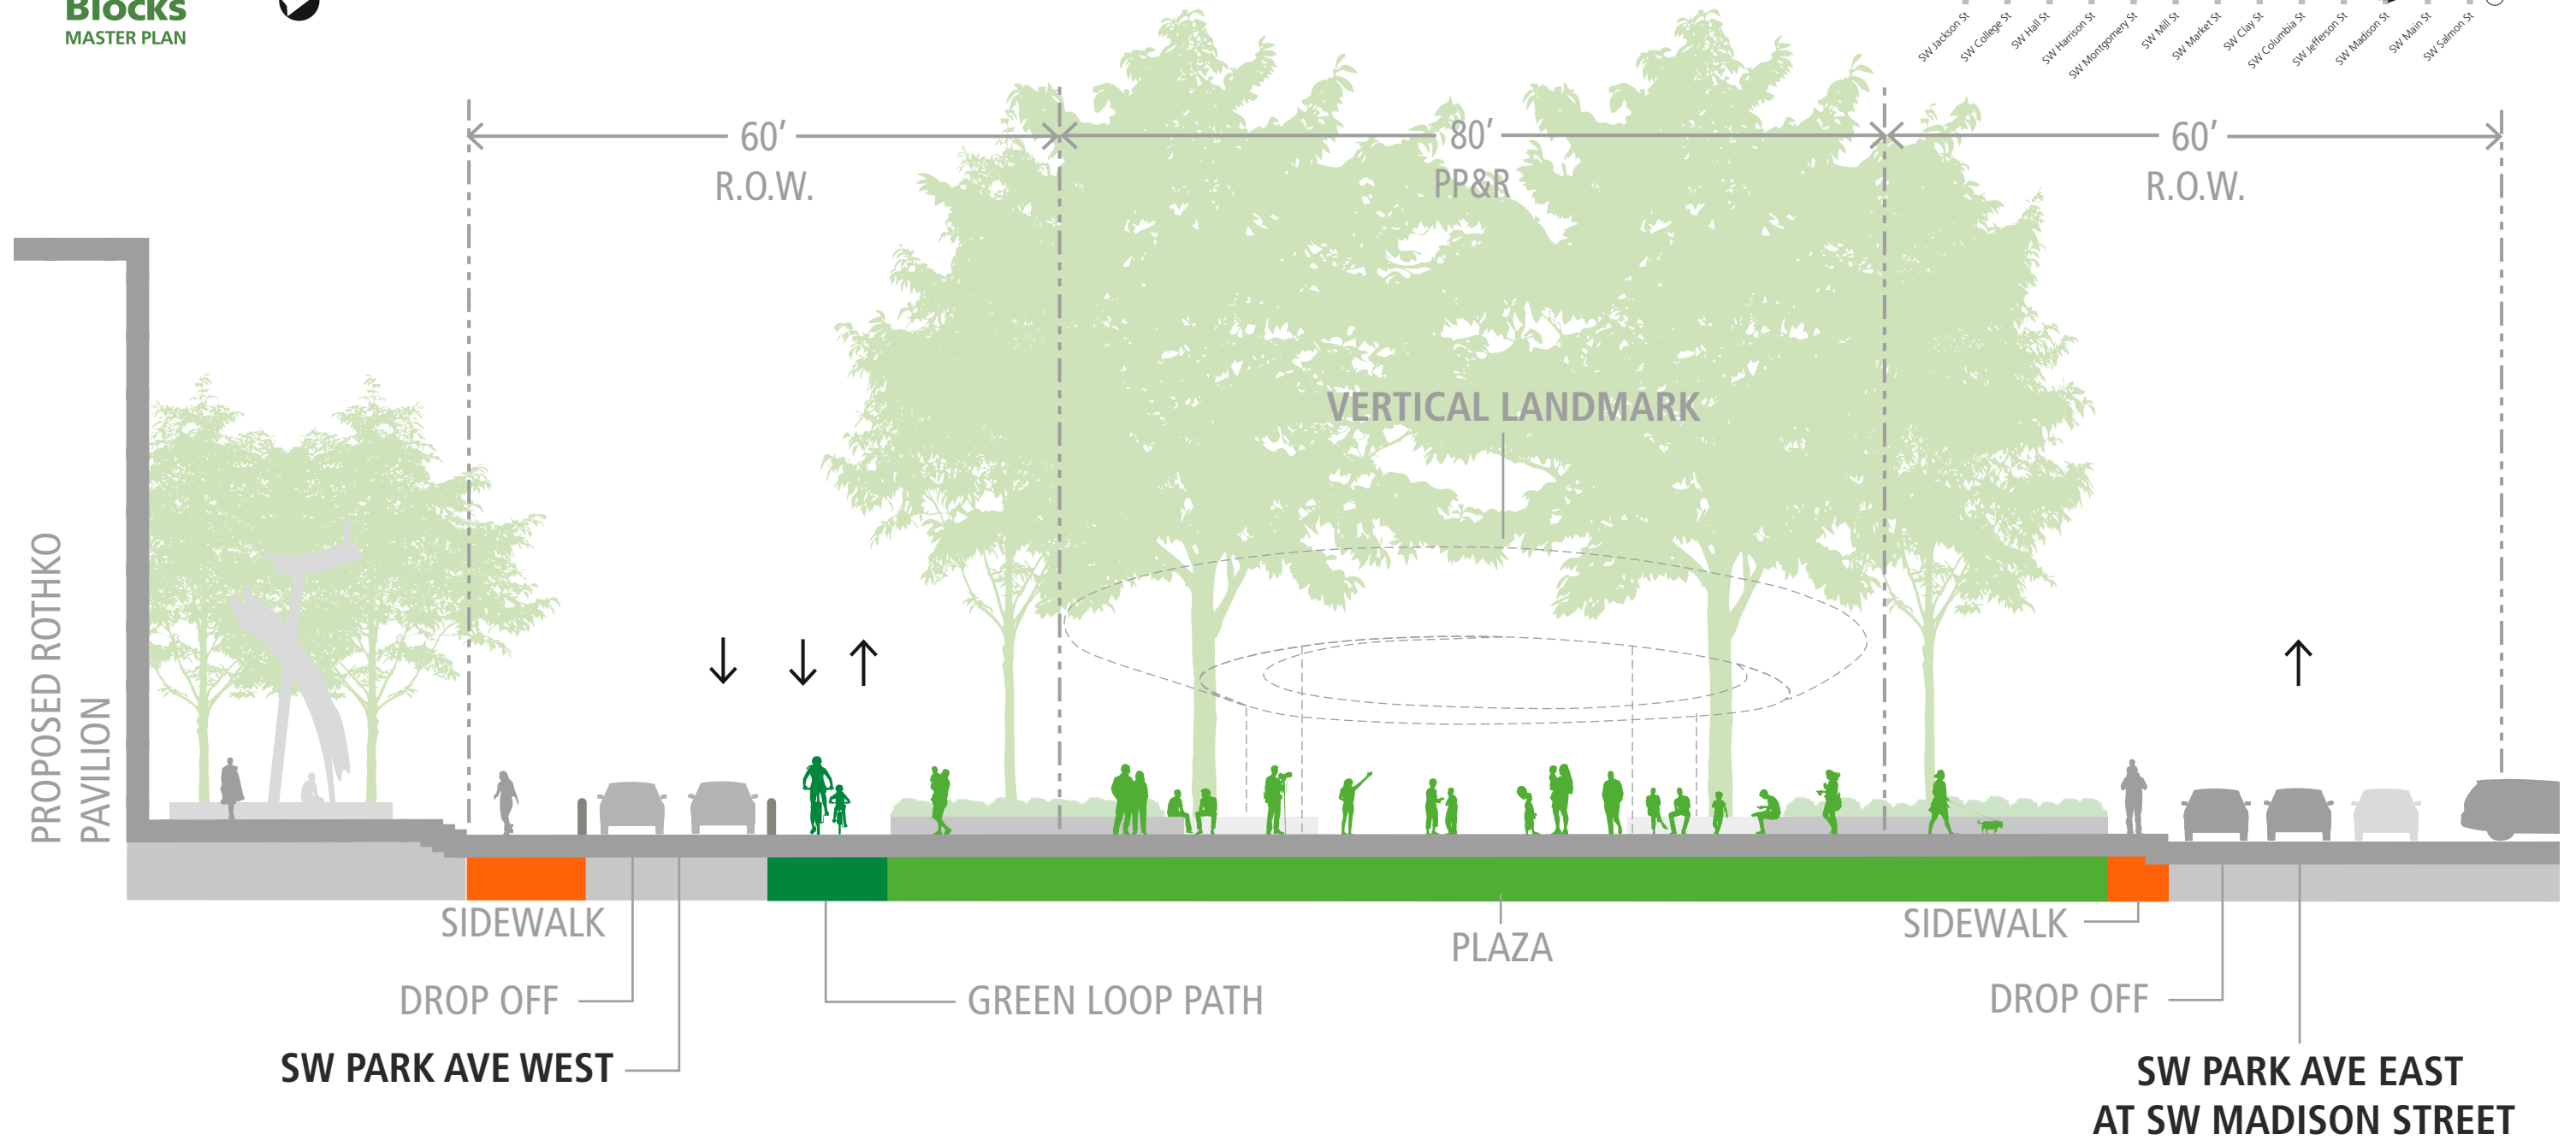 Blocks
MASTER PLAN
SW Jackson St
SW College St
SW Hall St
SW Harrison St
SW Montgomery St
SW Mill St
SW Market St
SW Clay St
SW Columbia St
SW Jefferson St
SW Madison St
SW Main St
SW Salmon St
60’
R.O.W.
80’
PP&R
60’
R.O.W.
VERTICAL LANDMARK
PROPOSED ROTHKO
PAVILION
SIDEWALK
PLAZA
SIDEWALK
DROP OFF
GREEN LOOP PATH
DROP OFF
SW PARK AVE WEST
SW PARK AVE EAST
AT SW MADISON STREET